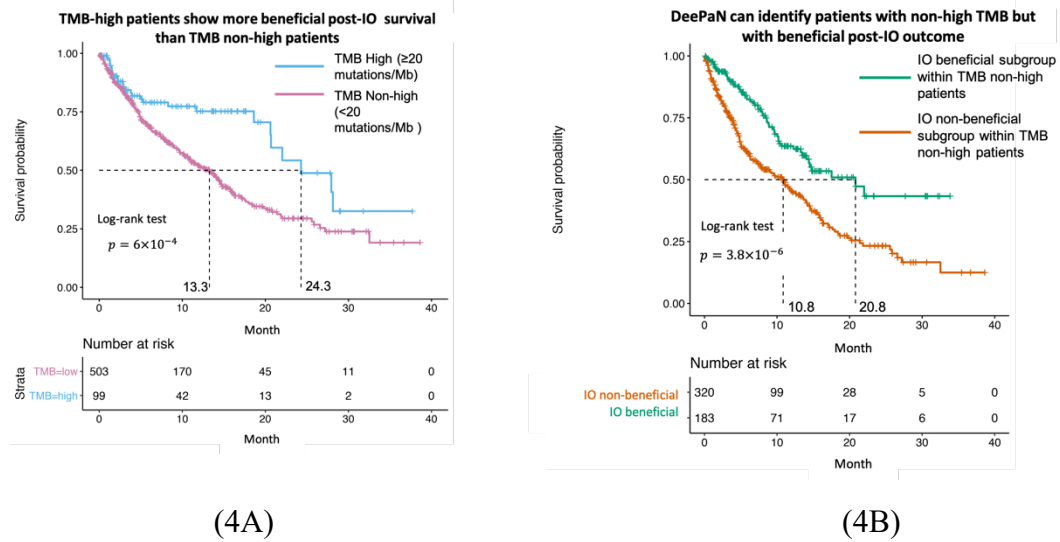 TMB-high patients show more beneficial post-IO survival
than TMB non-high patients
TMB High (≥20
mutations/Mb)
TMB Non-high
(<20
mutations/Mb )
Survival probability
1.00
0.75
0.50
0.25
0.00
Log-rank test
p = 6×10⁻⁴
13.3
24.3
0 10 20 30 40
Month
Number at risk
Strata
TMB=low 503 170 45 11 0
TMB=high 99 42 13 2 0
0 10 20 30 40
Month
(4A)
DeePaN can identify patients with non-high TMB but
with beneficial post-IO outcome
IO beneficial subgroup
within TMB non-high
patients
IO non-beneficial
subgroup within TMB
non-high patients
Survival probability
1.00
0.75
0.50
0.25
0.00
Log-rank test
p = 3.8×10⁻⁶
10.8
20.8
0 10 20 30 40
Month
Number at risk
IO non-beneficial 320 99 28 5 0
IO beneficial 183 71 17 6 0
0 10 20 30 40
Month
(4B)